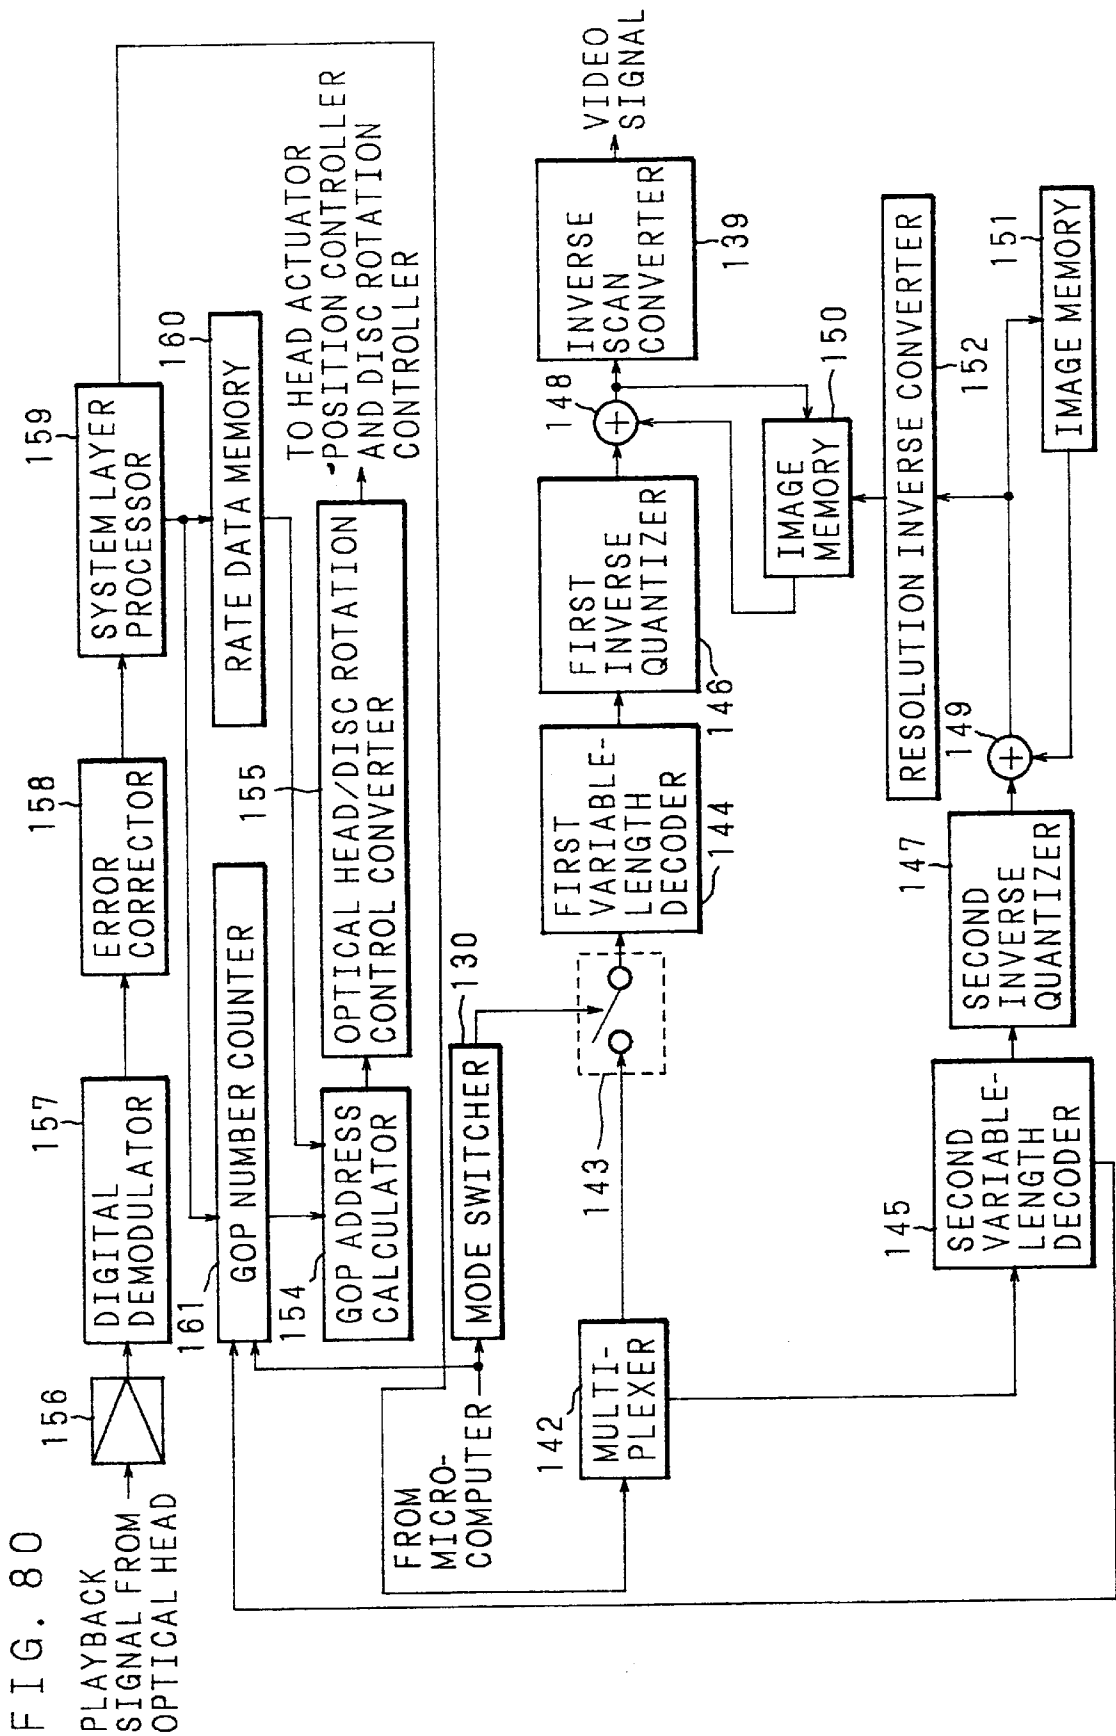 FIG. 80
PLAYBACK
SIGNAL FROM
OPTICAL HEAD
156
157
DIGITAL
DEMODULATOR
158
ERROR
CORRECTOR
159
SYSTEM LAYER
PROCESSOR
161
GOP NUMBER COUNTER
160
RATE DATA MEMORY
154
GOP ADDRESS
CALCULATOR
155
OPTICAL HEAD/DISC ROTATION
CONTROL CONVERTER
TO HEAD ACTUATOR
POSITION CONTROLLER
AND DISC ROTATION
CONTROLLER
FROM
MICRO-
COMPUTER
130
MODE SWITCHER
142
MULTI-
PLEXER
143
FIRST
VARIABLE-
LENGTH
DECODER
144
FIRST
INVERSE
QUANTIZER
146
148
+
INVERSE
SCAN
CONVERTER
139
VIDEO
SIGNAL
IMAGE
MEMORY
150
RESOLUTION INVERSE CONVERTER
152
145
SECOND
VARIABLE-
LENGTH
DECODER
147
SECOND
INVERSE
QUANTIZER
149
+
151
IMAGE MEMORY